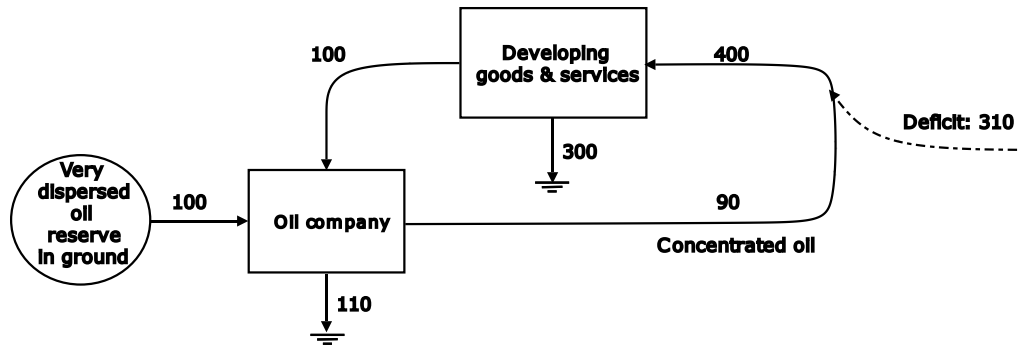 Developing
goods & services
100
400
Deficit: 310
300
Very
dispersed
oil
reserve
in ground
100
Oil company
90
Concentrated oil
110